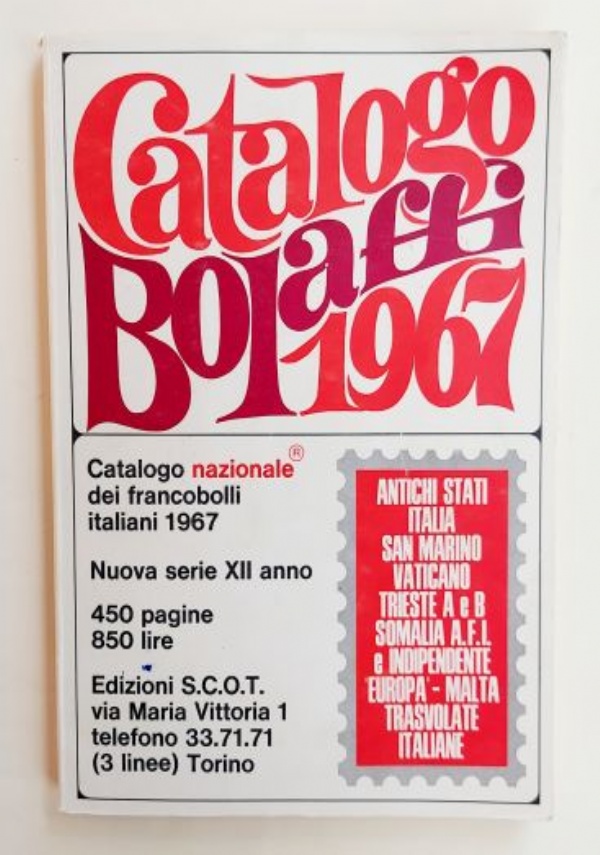 Catalogo
Bolaffi
1967
Catalogo nazionale®
dei francobolli
italiani 1967
Nuova serie XII anno
450 pagine
850 lire
Edizioni S.C.O.T.
via Maria Vittoria 1
telefono 33.71.71
(3 linee) Torino
ANTICHI STATI
ITALIA
SAN MARINO
VATICANO
TRIESTE A e B
SOMALIA A.F.I.
e INDIPENDENTE
EUROPA - MALTA
TRASVOLATE
ITALIANE